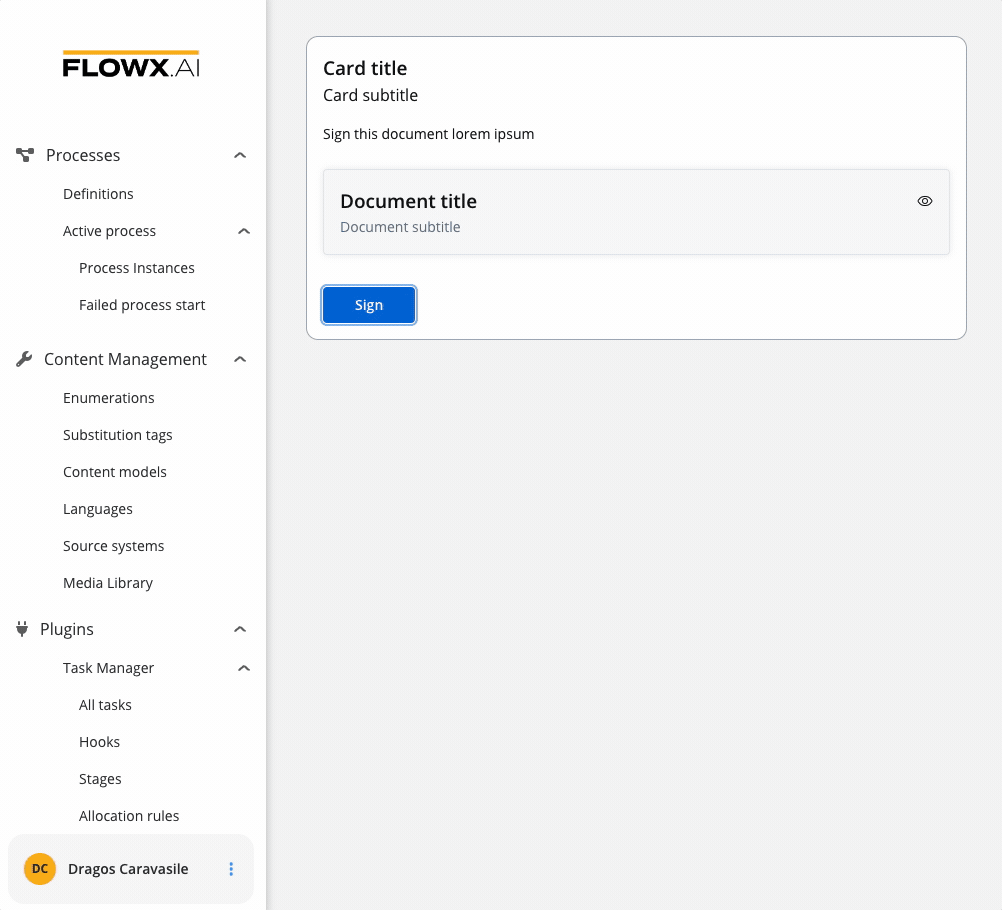 FLOWX.AI
Processes
Definitions
Active process
Process Instances
Failed process start
Content Management
Enumerations
Substitution tags
Content models
Languages
Source systems
Media Library
Plugins
Task Manager
All tasks
Hooks
Stages
Allocation rules
DC Dragos Caravasile
Card title
Card subtitle
Sign this document lorem ipsum
Document title
Document subtitle
Sign